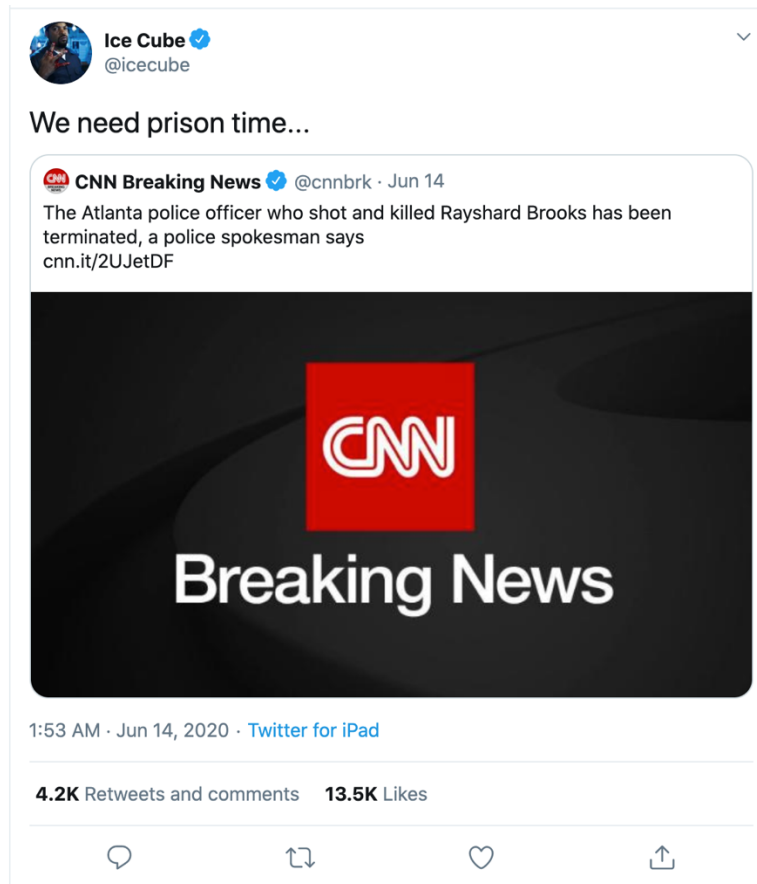 Ice Cube
@icecube
We need prison time...
CNN Breaking News @cnnbrk · Jun 14
The Atlanta police officer who shot and killed Rayshard Brooks has been
terminated, a police spokesman says
cnn.it/2UJetDF
CNN
Breaking News
1:53 AM · Jun 14, 2020 · Twitter for iPad
4.2K Retweets and comments 13.5K Likes